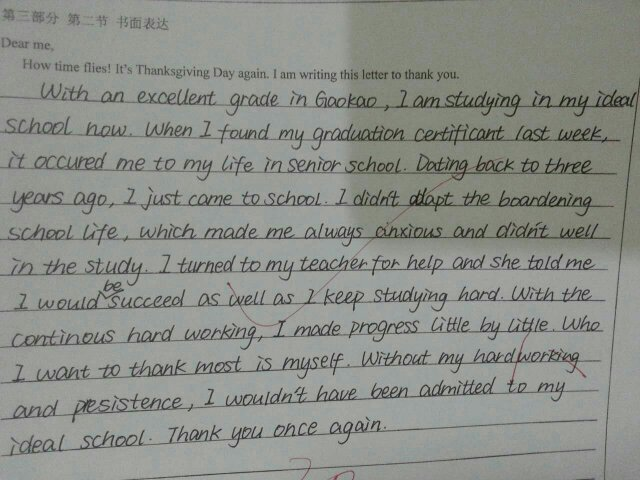 第三部分 第二节 书面表达
Dear me,
How time flies! It's Thanksgiving Day again. I am writing this letter to thank you.
With an excellent grade in Gaokao, I am studying in my ideal
school now. When I found my graduation certificant last week,
it occured me to my life in senior school. Dating back to three
years ago, I just came to school. I didn't adapt the boardening
school life, which made me always anxious and didn't well
in the study. I turned to my teacher for help and she told me
I would be succeed as well as I keep studying hard. With the
continous hard working, I made progress little by little. Who
I want to thank most is myself. Without my hard working
and presistence, I wouldn't have been admitted to my
ideal school. Thank you once again.